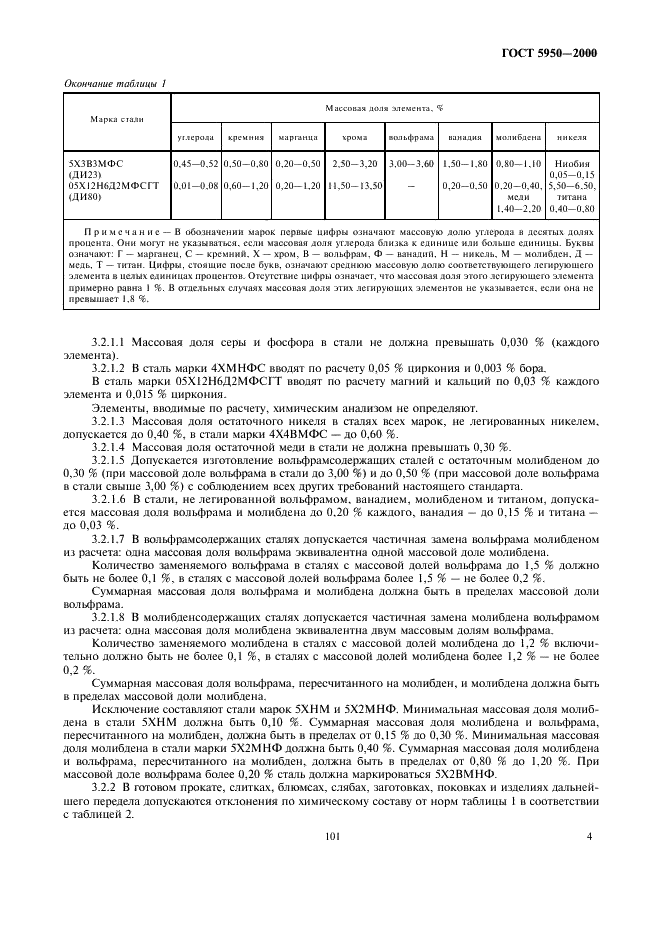 ГОСТ 5950—2000
Окончание таблицы 1
Марка стали
Массовая доля элемента, %
углерода кремния марганца хрома вольфрама ванадия молибдена никеля
5Х3В3МФС 0,45—0,52 0,50—0,80 0,20—0,50 2,50—3,20 3,00—3,60 1,50—1,80 0,80—1,10 Ниобия
(ДИ23) 0,05—0,15
05Х12Н6Д2МФСГТ 0,01—0,08 0,60—1,20 0,20—1,20 11,50—13,50 — 0,20—0,50 0,20—0,40, 5,50—6,50,
(ДИ80) меди титана
1,40—2,20 0,40—0,80
Примечание — В обозначении марок первые цифры означают массовую долю углерода в десятых долях
процента. Они могут не указываться, если массовая доля углерода близка к единице или больше единицы. Буквы
означают: Г — марганец, С — кремний, Х — хром, В — вольфрам, Ф — ванадий, Н — никель, М — молибден, Д —
медь, Т — титан. Цифры, стоящие после букв, означают среднюю массовую долю соответствующего легирующего
элемента в целых единицах процентов. Отсутствие цифры означает, что массовая доля этого легирующего элемента
примерно равна 1 %. В отдельных случаях массовая доля этих легирующих элементов не указывается, если она не
превышает 1,8 %.
3.2.1.1 Массовая доля серы и фосфора в стали не должна превышать 0,030 % (каждого
элемента).
3.2.1.2 В сталь марки 4ХМНФС вводят по расчету 0,05 % циркония и 0,003 % бора.
В сталь марки 05Х12Н6Д2МФСГТ вводят по расчету магний и кальций по 0,03 % каждого
элемента и 0,015 % циркония.
Элементы, вводимые по расчету, химическим анализом не определяют.
3.2.1.3 Массовая доля остаточного никеля в сталях всех марок, не легированных никелем,
допускается до 0,40 %, в стали марки 4Х4ВМФС — до 0,60 %.
3.2.1.4 Массовая доля остаточной меди в стали не должна превышать 0,30 %.
3.2.1.5 Допускается изготовление вольфрамсодержащих сталей с остаточным молибденом до
0,30 % (при массовой доле вольфрама в стали до 3,00 %) и до 0,50 % (при массовой доле вольфрама
в стали свыше 3,00 %) с соблюдением всех других требований настоящего стандарта.
3.2.1.6 В стали, не легированной вольфрамом, ванадием, молибденом и титаном, допуска-
ется массовая доля вольфрама и молибдена до 0,20 % каждого, ванадия — до 0,15 % и титана —
до 0,03 %.
3.2.1.7 В вольфрамсодержащих сталях допускается частичная замена вольфрама молибденом
из расчета: одна массовая доля вольфрама эквивалентна одной массовой доле молибдена.
Количество заменяемого вольфрама в сталях с массовой долей вольфрама до 1,5 % должно
быть не более 0,1 %, в сталях с массовой долей вольфрама более 1,5 % — не более 0,2 %.
Суммарная массовая доля вольфрама и молибдена должна быть в пределах массовой доли
вольфрама.
3.2.1.8 В молибденсодержащих сталях допускается частичная замена молибдена вольфрамом
из расчета: одна массовая доля молибдена эквивалентна двум массовым долям вольфрама.
Количество заменяемого молибдена в сталях с массовой долей молибдена до 1,2 % включи-
тельно должно быть не более 0,1 %, в сталях с массовой долей молибдена более 1,2 % — не более
0,2 %.
Суммарная массовая доля вольфрама, пересчитанного на молибден, и молибдена должна быть
в пределах массовой доли молибдена.
Исключение составляют стали марок 5ХНМ и 5Х2МНФ. Минимальная массовая доля молиб-
дена в стали 5ХНМ должна быть 0,10 %. Суммарная массовая доля молибдена и вольфрама,
пересчитанного на молибден, должна быть в пределах от 0,15 % до 0,30 %. Минимальная массовая
доля молибдена в стали марки 5Х2МНФ должна быть 0,40 %. Суммарная массовая доля молибдена
и вольфрама, пересчитанного на молибден, должна быть в пределах от 0,80 % до 1,20 %. При
массовой доле вольфрама более 0,20 % сталь должна маркироваться 5Х2ВМНФ.
3.2.2 В готовом прокате, слитках, блюмсах, слябах, заготовках, поковках и изделиях дальней-
шего передела допускаются отклонения по химическому составу от норм таблицы 1 в соответствии
с таблицей 2.
101 4